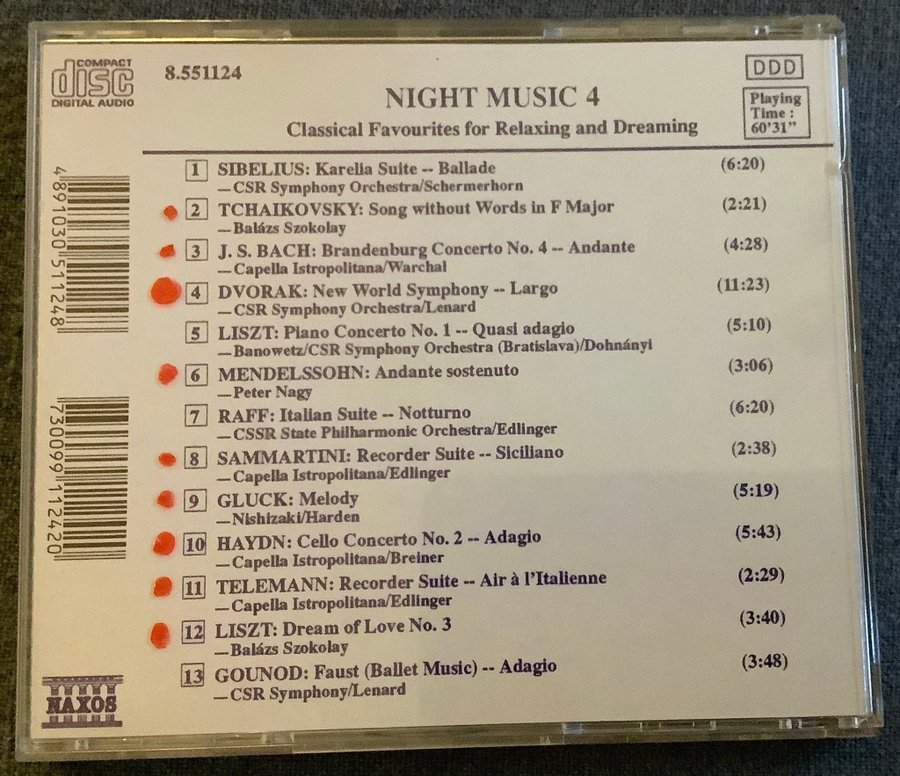 COMPACT
disc
DIGITAL AUDIO
8.551124
DDD
NIGHT MUSIC 4
Playing
Time :
60'31"
Classical Favourites for Relaxing and Dreaming
1 SIBELIUS: Karelia Suite -- Ballade (6:20)
—CSR Symphony Orchestra/Schermerhorn
2 TCHAIKOVSKY: Song without Words in F Major (2:21)
—Balázs Szokolay
3 J. S. BACH: Brandenburg Concerto No. 4 -- Andante (4:28)
—Capella Istropolitana/Warchal
4 DVORAK: New World Symphony -- Largo (11:23)
—CSR Symphony Orchestra/Lenard
5 LISZT: Piano Concerto No. 1 -- Quasi adagio (5:10)
—Banowetz/CSR Symphony Orchestra (Bratislava)/Dohnányi
6 MENDELSSOHN: Andante sostenuto (3:06)
—Peter Nagy
7 RAFF: Italian Suite -- Notturno (6:20)
—CSSR State Philharmonic Orchestra/Edlinger
8 SAMMARTINI: Recorder Suite -- Siciliano (2:38)
—Capella Istropolitana/Edlinger
9 GLUCK: Melody (5:19)
—Nishizaki/Harden
10 HAYDN: Cello Concerto No. 2 -- Adagio (5:43)
—Capella Istropolitana/Breiner
11 TELEMANN: Recorder Suite -- Air à l'Italienne (2:29)
—Capella Istropolitana/Edlinger
12 LISZT: Dream of Love No. 3 (3:40)
—Balázs Szokolay
13 GOUNOD: Faust (Ballet Music) -- Adagio (3:48)
—CSR Symphony/Lenard
4891030511248
730099112420
NAXOS